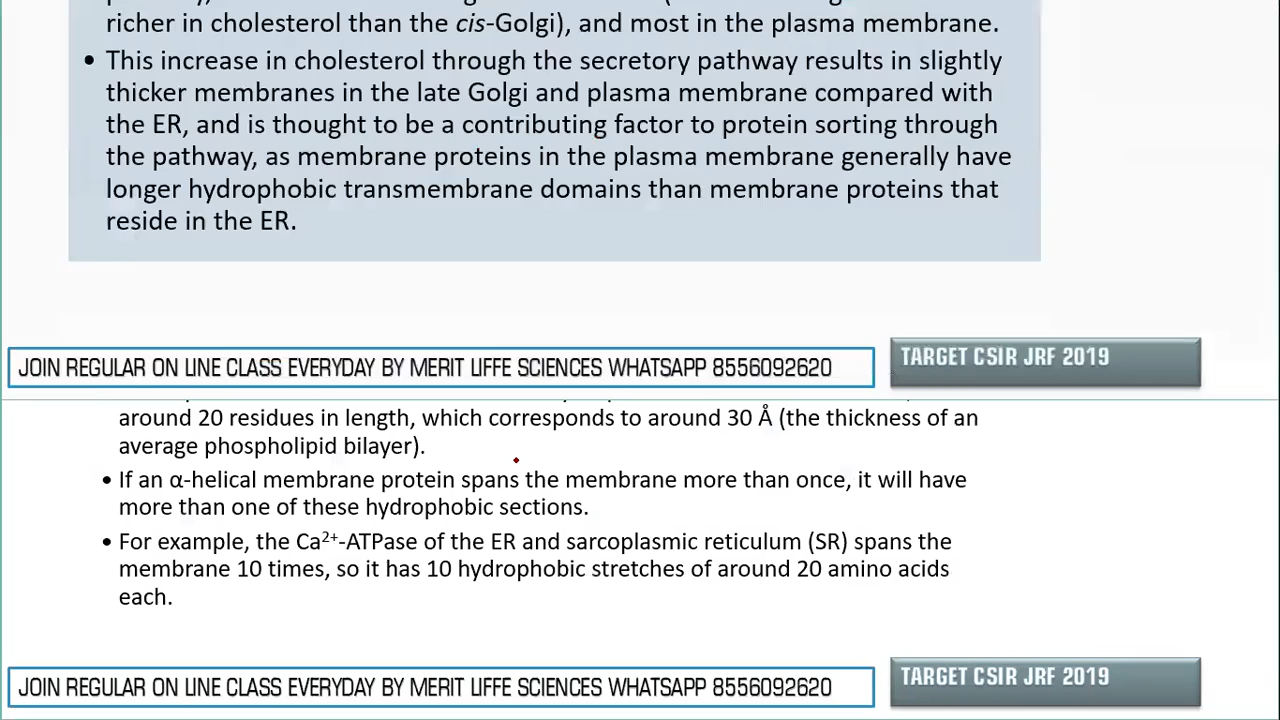 richer in cholesterol than the cis-Golgi), and most in the plasma membrane.
• This increase in cholesterol through the secretory pathway results in slightly
thicker membranes in the late Golgi and plasma membrane compared with
the ER, and is thought to be a contributing factor to protein sorting through
the pathway, as membrane proteins in the plasma membrane generally have
longer hydrophobic transmembrane domains than membrane proteins that
reside in the ER.
JOIN REGULAR ON LINE CLASS EVERYDAY BY MERIT LIFFE SCIENCES WHATSAPP 8556092620
TARGET CSIR JRF 2019
around 20 residues in length, which corresponds to around 30 Å (the thickness of an
average phospholipid bilayer).
• If an α-helical membrane protein spans the membrane more than once, it will have
more than one of these hydrophobic sections.
• For example, the Ca²⁺-ATPase of the ER and sarcoplasmic reticulum (SR) spans the
membrane 10 times, so it has 10 hydrophobic stretches of around 20 amino acids
each.
JOIN REGULAR ON LINE CLASS EVERYDAY BY MERIT LIFFE SCIENCES WHATSAPP 8556092620
TARGET CSIR JRF 2019